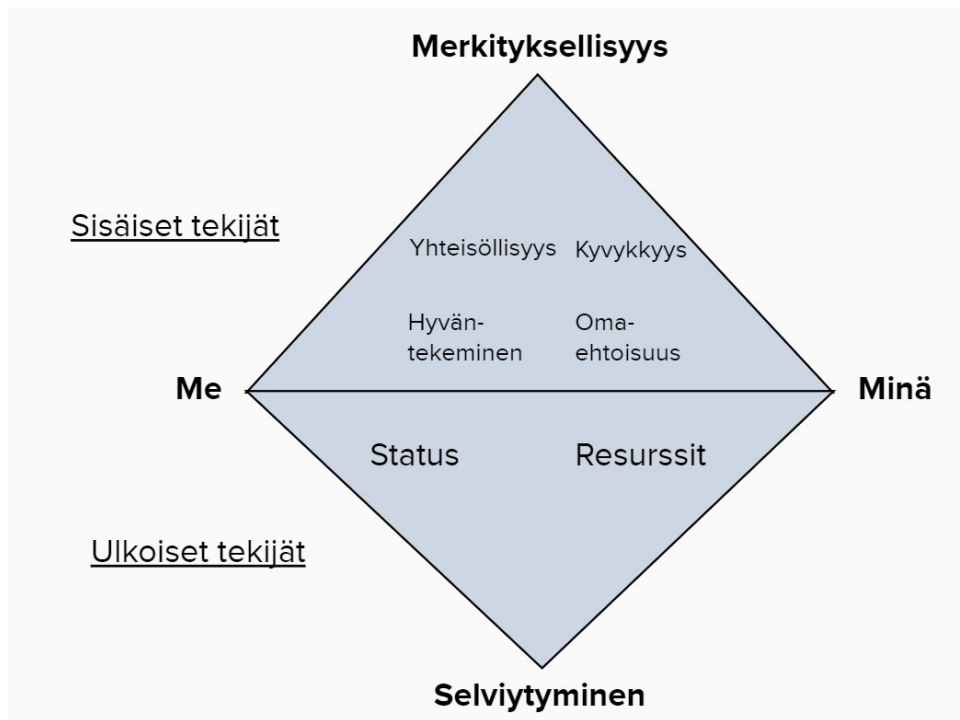 Merkityksellisyys
Sisäiset tekijät
Yhteisöllisyys Kyvykkyys
Hyvän-
tekeminen
Oma-
ehtoisuus
Me
Minä
Status
Resurssit
Ulkoiset tekijät
Selviytyminen